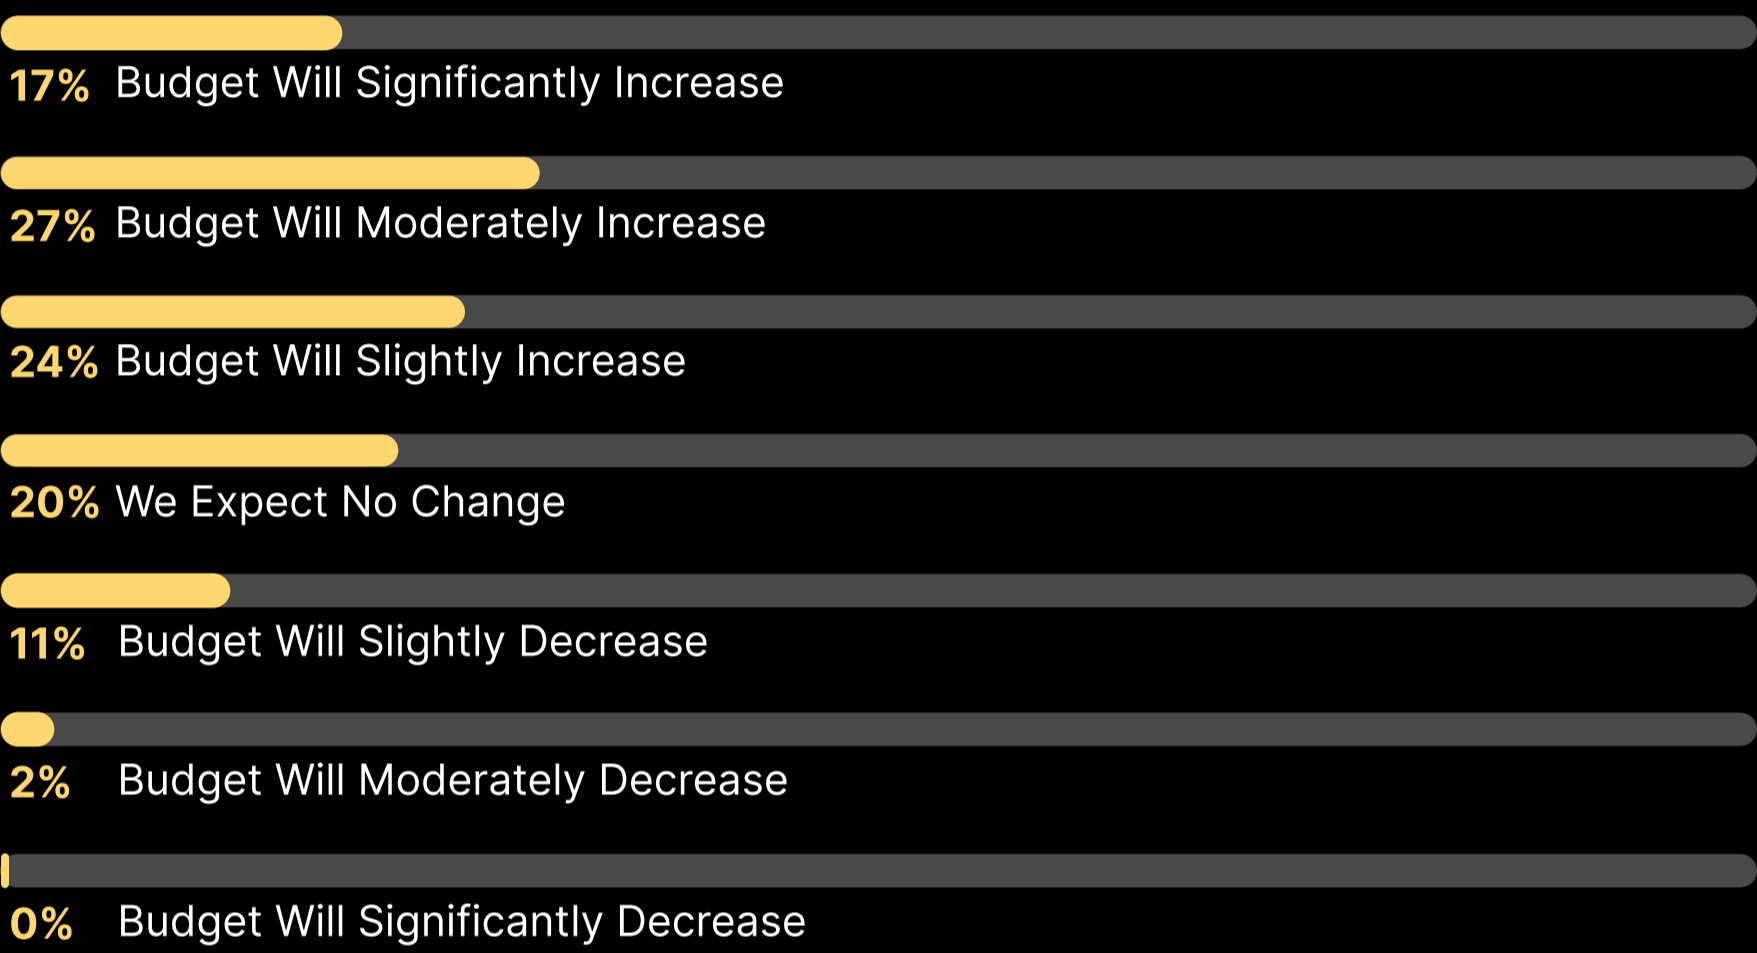 17% Budget Will Significantly Increase
27% Budget Will Moderately Increase
24% Budget Will Slightly Increase
20% We Expect No Change
11% Budget Will Slightly Decrease
2% Budget Will Moderately Decrease
0% Budget Will Significantly Decrease